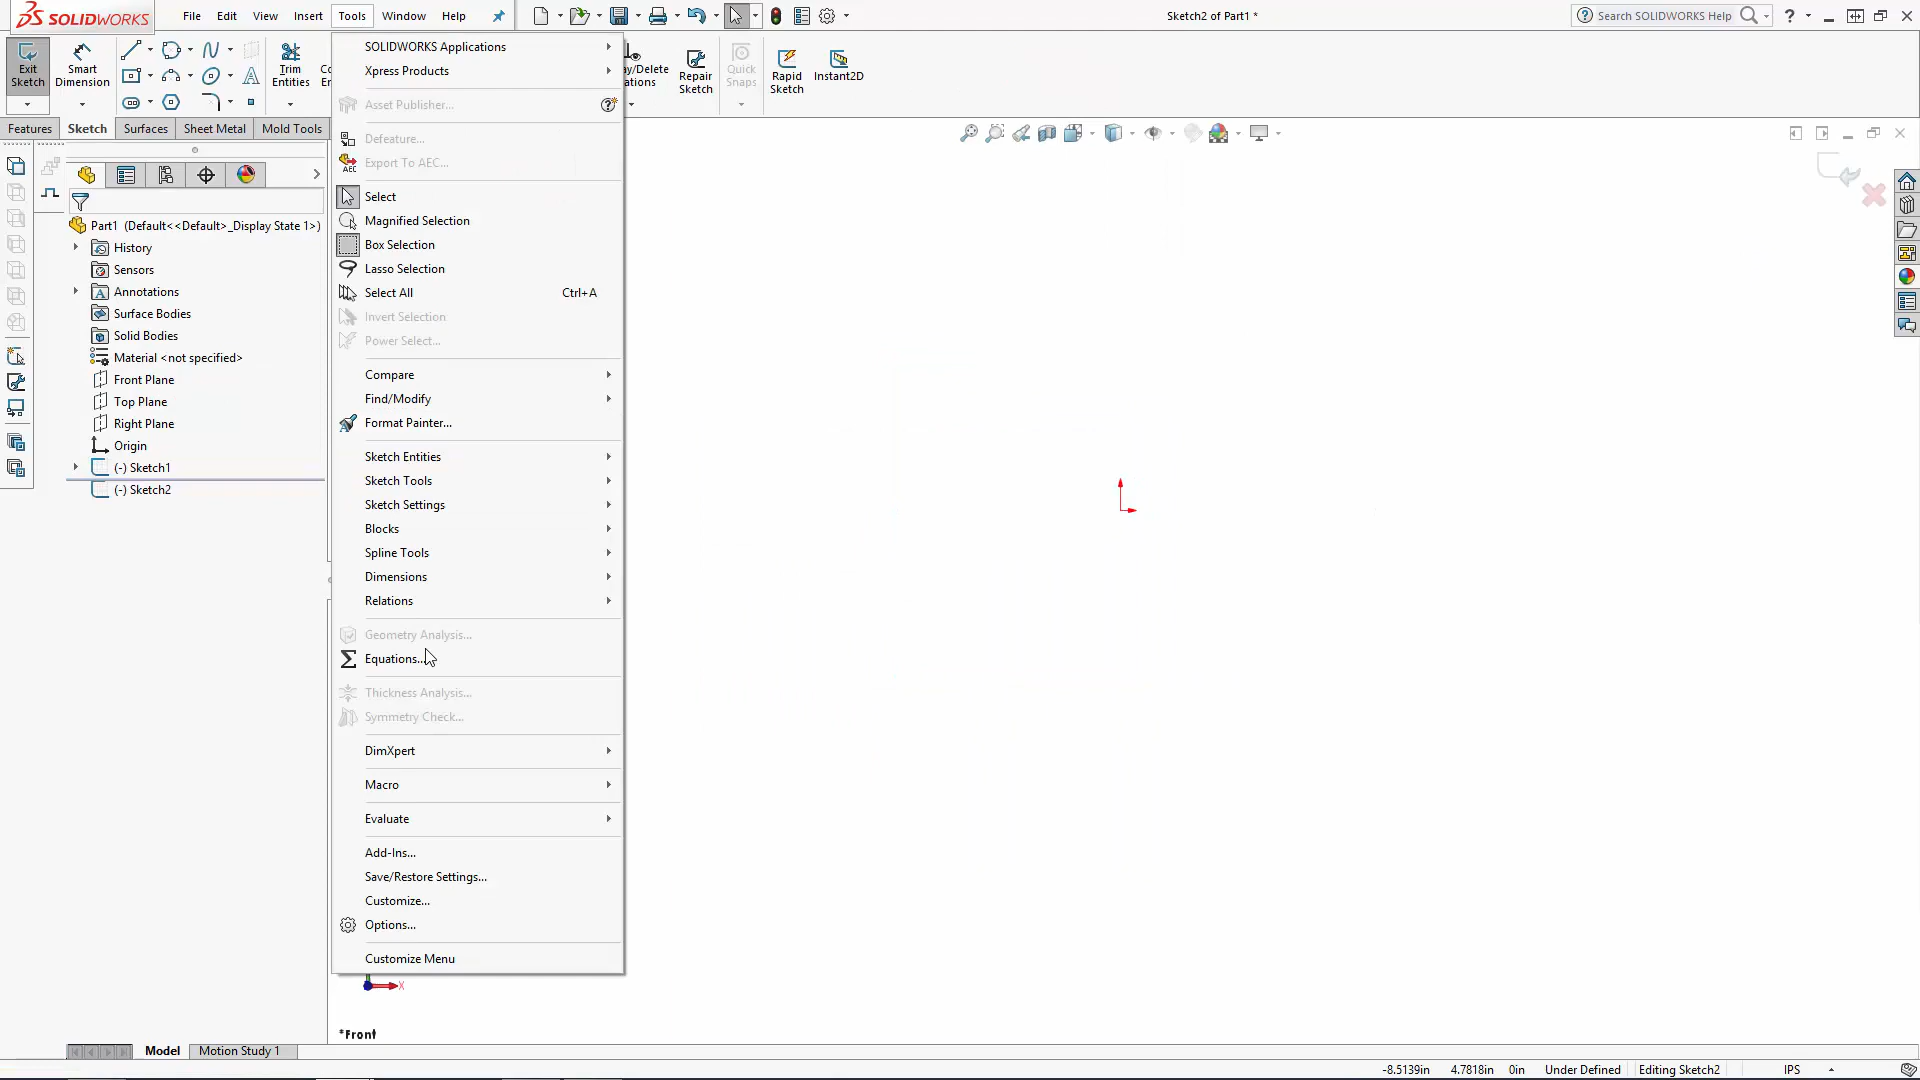 SOLIDWORKS
File Edit View Insert Tools Window Help
Sketch2 of Part1 *
Search SOLIDWORKS Help
Exit Sketch
Smart Dimension
Trim Entities
Repair Sketch
Quick Snaps
Rapid Sketch
Instant2D
Features Sketch Surfaces Sheet Metal Mold Tools
Part1 (Default<<Default>_Display State 1>)
History
Sensors
Annotations
Surface Bodies
Solid Bodies
Material <not specified>
Front Plane
Top Plane
Right Plane
Origin
(-) Sketch1
(-) Sketch2
SOLIDWORKS Applications
Xpress Products
Asset Publisher...
Defeature...
Export To AEC...
Select
Magnified Selection
Box Selection
Lasso Selection
Select All Ctrl+A
Invert Selection
Power Select...
Compare
Find/Modify
Format Painter...
Sketch Entities
Sketch Tools
Sketch Settings
Blocks
Spline Tools
Dimensions
Relations
Geometry Analysis...
Equations...
Thickness Analysis...
Symmetry Check...
DimXpert
Macro
Evaluate
Add-Ins...
Save/Restore Settings...
Customize...
Options...
Customize Menu
X
*Front
Model Motion Study 1
-8.5139in 4.7818in 0in Under Defined Editing Sketch2 IPS